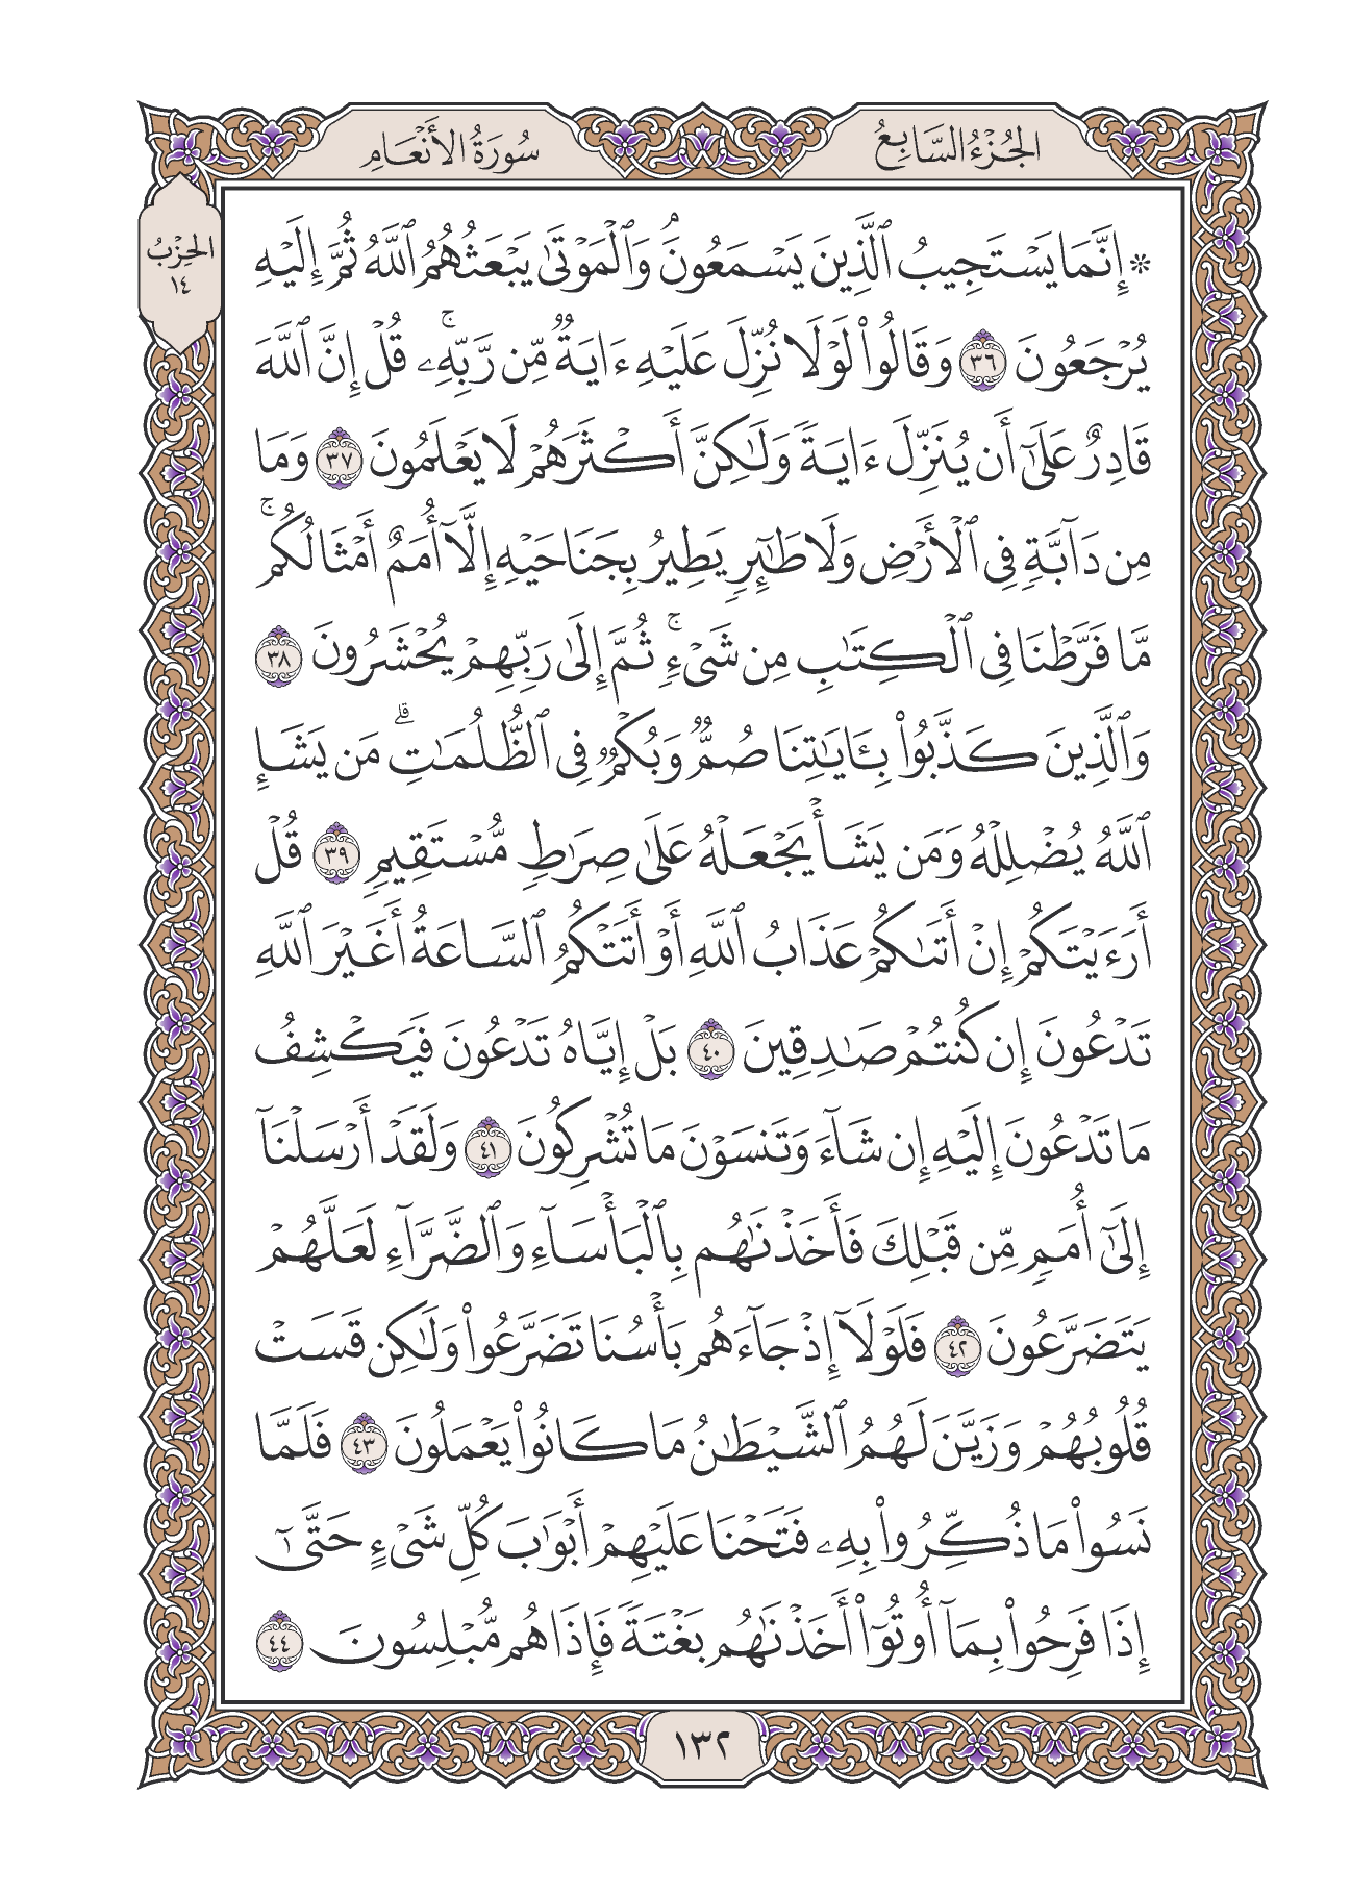 الجُزْءُ السَّابِعُ
سُورَةُ الأَنْعَامِ
الحِزْبُ
١٤
۞ إِنَّمَا يَسْتَجِيبُ ٱلَّذِينَ يَسْمَعُونَۘ وَٱلْمَوْتَىٰ يَبْعَثُهُمُ ٱللَّهُ ثُمَّ إِلَيْهِ
يُرْجَعُونَ ٣٦ وَقَالُوا۟ لَوْلَا نُزِّلَ عَلَيْهِ ءَايَةٌ مِّن رَّبِّهِۦۚ قُلْ إِنَّ ٱللَّهَ
قَادِرٌ عَلَىٰٓ أَن يُنَزِّلَ ءَايَةً وَلَـٰكِنَّ أَكْثَرَهُمْ لَا يَعْلَمُونَ ٣٧ وَمَا
مِن دَآبَّةٍ فِى ٱلْأَرْضِ وَلَا طَـٰٓئِرٍ يَطِيرُ بِجَنَاحَيْهِ إِلَّآ أُمَمٌ أَمْثَالُكُمۚ
مَّا فَرَّطْنَا فِى ٱلْكِتَـٰبِ مِن شَىْءٍۚ ثُمَّ إِلَىٰ رَبِّهِمْ يُحْشَرُونَ ٣٨
وَٱلَّذِينَ كَذَّبُوا۟ بِـَٔايَـٰتِنَا صُمٌّ وَبُكْمٌ فِى ٱلظُّلُمَـٰتِۗ مَن يَشَإِ
ٱللَّهُ يُضْلِلْهُ وَمَن يَشَأْ يَجْعَلْهُ عَلَىٰ صِرَٰطٍ مُّسْتَقِيمٍ ٣٩ قُلْ
أَرَءَيْتَكُمْ إِنْ أَتَىٰكُمْ عَذَابُ ٱللَّهِ أَوْ أَتَتْكُمُ ٱلسَّاعَةُ أَغَيْرَ ٱللَّهِ
تَدْعُونَ إِن كُنتُمْ صَـٰدِقِينَ ٤٠ بَلْ إِيَّاهُ تَدْعُونَ فَيَكْشِفُ
مَا تَدْعُونَ إِلَيْهِ إِن شَآءَ وَتَنسَوْنَ مَا تُشْرِكُونَ ٤١ وَلَقَدْ أَرْسَلْنَآ
إِلَىٰٓ أُمَمٍ مِّن قَبْلِكَ فَأَخَذْنَـٰهُم بِٱلْبَأْسَآءِ وَٱلضَّرَّآءِ لَعَلَّهُمْ
يَتَضَرَّعُونَ ٤٢ فَلَوْلَآ إِذْ جَآءَهُم بَأْسُنَا تَضَرَّعُوا۟ وَلَـٰكِن قَسَتْ
قُلُوبُهُمْ وَزَيَّنَ لَهُمُ ٱلشَّيْطَـٰنُ مَا كَانُوا۟ يَعْمَلُونَ ٤٣ فَلَمَّا
نَسُوا۟ مَا ذُكِّرُوا۟ بِهِۦ فَتَحْنَا عَلَيْهِمْ أَبْوَٰبَ كُلِّ شَىْءٍ حَتَّىٰٓ
إِذَا فَرِحُوا۟ بِمَآ أُوتُوٓا۟ أَخَذْنَـٰهُم بَغْتَةً فَإِذَا هُم مُّبْلِسُونَ ٤٤
١٣٢